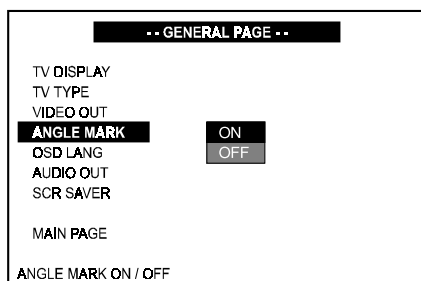 -- GENERAL PAGE --
TV DISPLAY
TV TYPE
VIDEO OUT
ANGLE MARK ON
OSD LANG OFF
AUDIO OUT
SCR SAVER
MAIN PAGE
ANGLE MARK ON / OFF